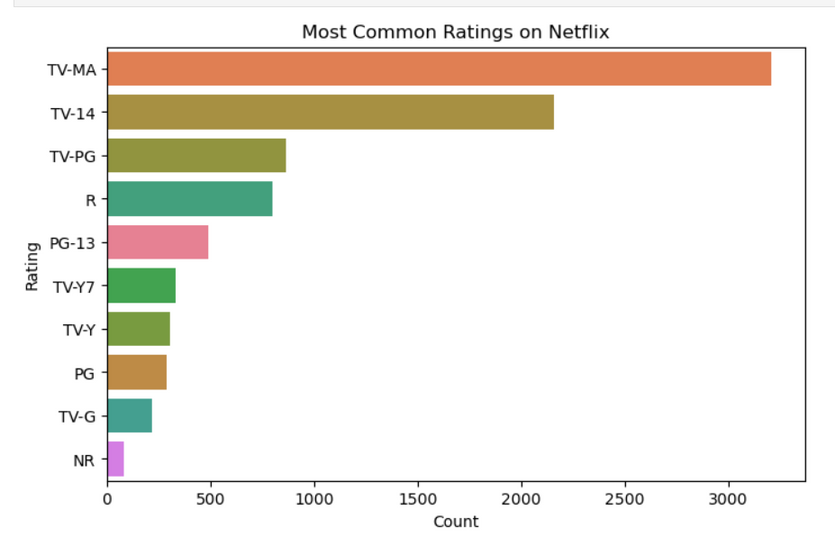 Most Common Ratings on Netflix
TV-MA
TV-14
TV-PG
R
PG-13
TV-Y7
TV-Y
PG
TV-G
NR
Rating
0 500 1000 1500 2000 2500 3000
Count